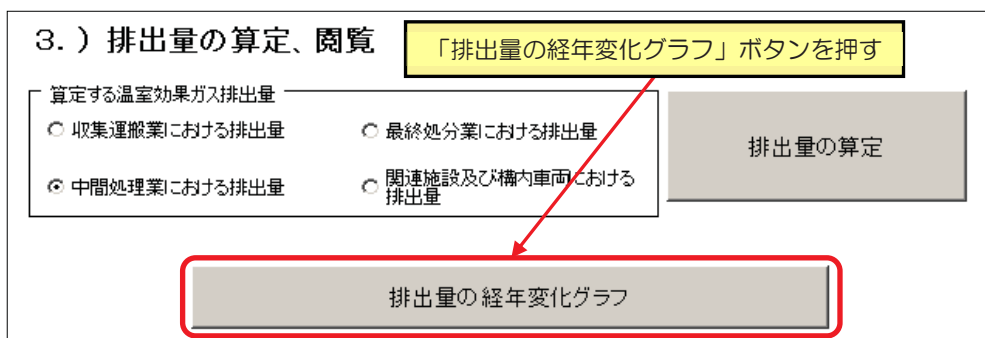 3.）排出量の算定、閲覧
「排出量の経年変化グラフ」ボタンを押す
算定する温室効果ガス排出量
収集運搬業における排出量
最終処分業における排出量
中間処理業における排出量
関連施設及び構内車両における
排出量
排出量の算定
排出量の経年変化グラフ